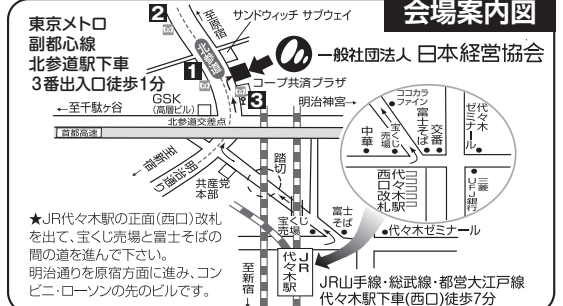 会場案内図
東京メトロ
副都心線
北参道駅下車
3番出入口徒歩1分
2
至原宿
サンドウィッチ サブウェイ
北参道
一般社団法人 日本経営協会
1
コープ共済プラザ
3
GSK
(高層ビル)
明治神宮→
←至千駄ケ谷
北参道交差点
首都高速
至新宿
明治通り
共産党
本部
踏切
宝くじ
売場
富士
そば
JR
代々木駅
至新宿
ココカラ
ファイン
富士そば
交番
代々木
ゼミナール
中華
宝くじ
売場
代々木駅
西口改札
三菱
UFJ銀行
代々木ゼミナール
★JR代々木駅の正面(西口)改札
を出て、宝くじ売場と富士そばの
間の道を進んで下さい。
明治通りを原宿方面に進み、コン
ビニ・ローソンの先のビルです。
JR山手線・総武線・都営大江戸線
代々木駅下車(西口)徒歩7分